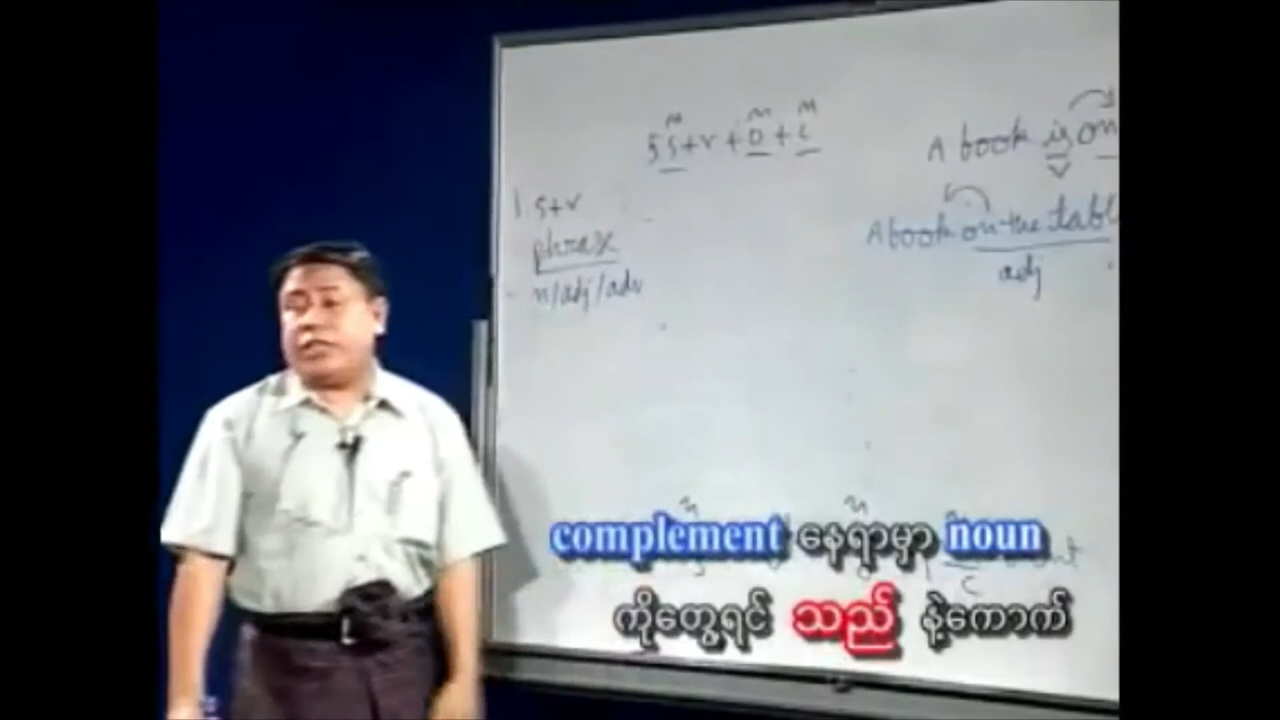 5 S+V+O+C
n n n
A book is on
V
1 S+V
phrase
n/adj/adv
A book on the tabl
adj
n n
complement နေရာမှာ noun
C
ကိုတွေ့ရင် သည် နဲ့ကောက်